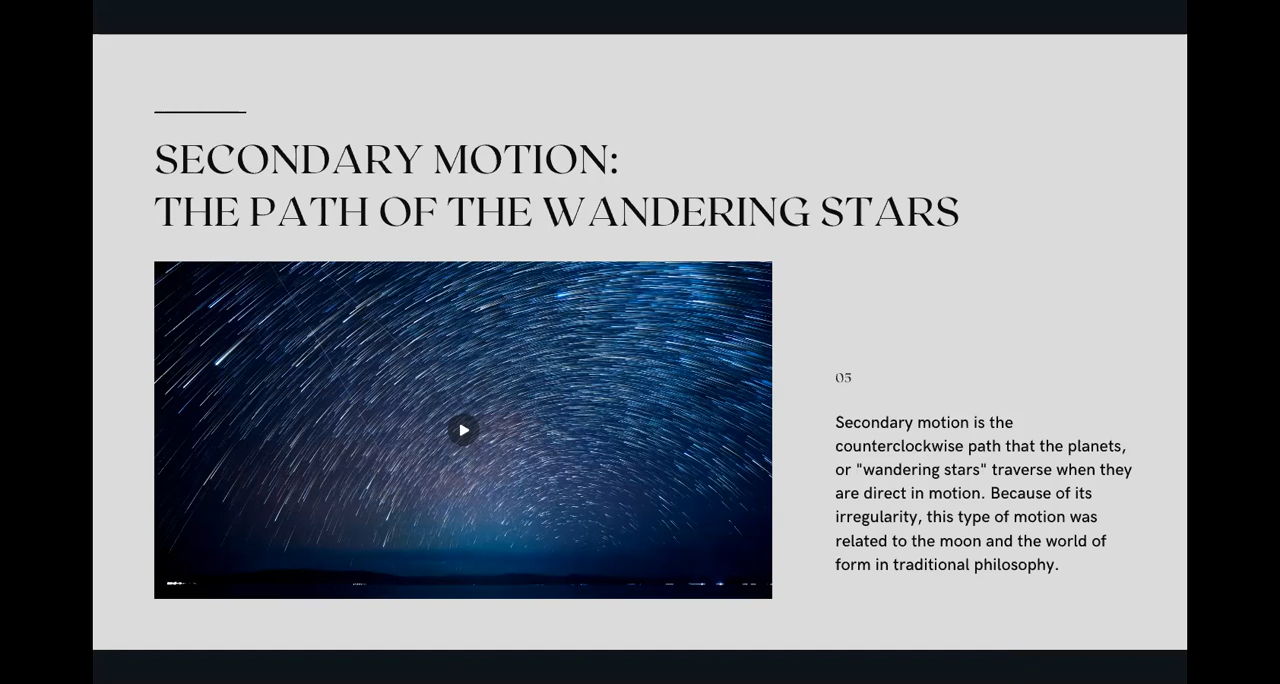 SECONDARY MOTION:
THE PATH OF THE WANDERING STARS
05
Secondary motion is the
counterclockwise path that the planets,
or "wandering stars" traverse when they
are direct in motion. Because of its
irregularity, this type of motion was
related to the moon and the world of
form in traditional philosophy.